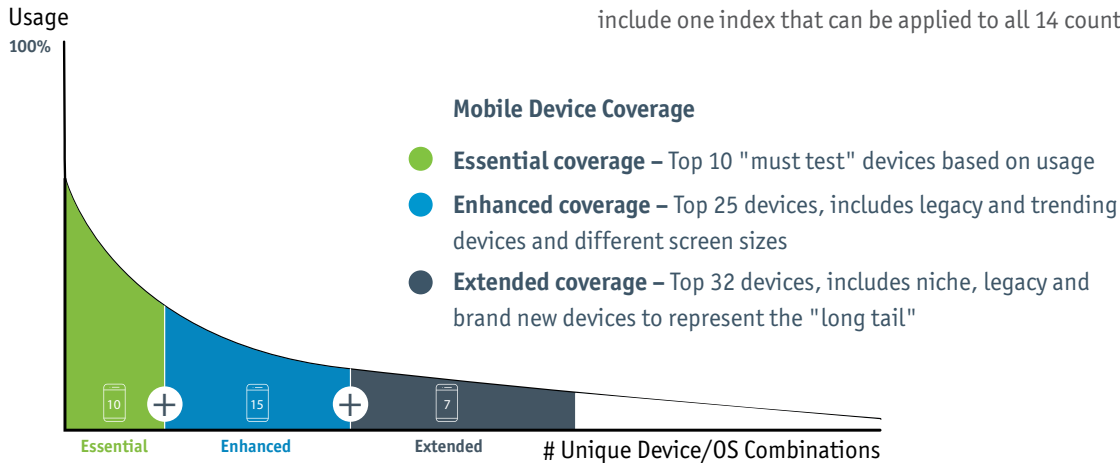 Usage
include one index that can be applied to all 14 count
100%
Mobile Device Coverage
Essential coverage – Top 10 "must test" devices based on usage
Enhanced coverage – Top 25 devices, includes legacy and trending
devices and different screen sizes
Extended coverage – Top 32 devices, includes niche, legacy and
brand new devices to represent the "long tail"
10
+
15
+
7
Essential
Enhanced
Extended
# Unique Device/OS Combinations